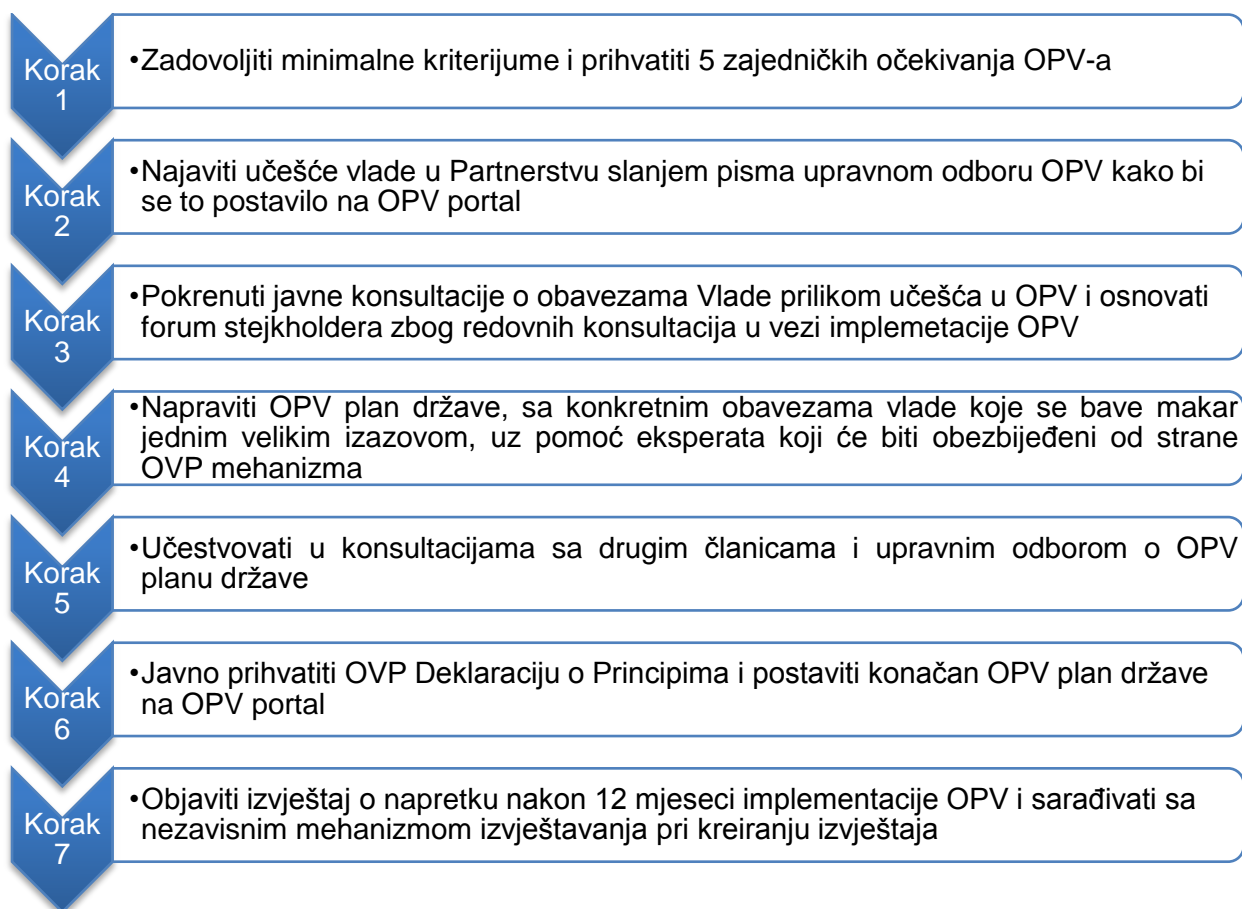 Korak
1
•Zadovoljiti minimalne kriterijume i prihvatiti 5 zajedničkih očekivanja OPV-a
Korak
2
•Najaviti učešće vlade u Partnerstvu slanjem pisma upravnom odboru OPV kako bi
se to postavilo na OPV portal
Korak
3
•Pokrenuti javne konsultacije o obavezama Vlade prilikom učešća u OPV i osnovati
forum stejkholdera zbog redovnih konsultacija u vezi implemetacije OPV
Korak
4
•Napraviti OPV plan države, sa konkretnim obavezama vlade koje se bave makar
jednim velikim izazovom, uz pomoć eksperata koji će biti obezbijeđeni od strane
OVP mehanizma
Korak
5
•Učestvovati u konsultacijama sa drugim članicama i upravnim odborom o OPV
planu države
Korak
6
•Javno prihvatiti OVP Deklaraciju o Principima i postaviti konačan OPV plan države
na OPV portal
Korak
7
•Objaviti izvještaj o napretku nakon 12 mjeseci implementacije OPV i sarađivati sa
nezavisnim mehanizmom izvještavanja pri kreiranju izvještaja